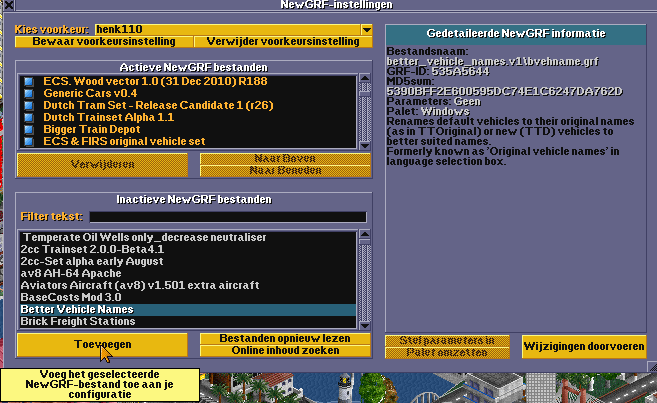 NewGRF-instellingen
Kies voorkeur: henk110
Bewaar voorkeursinstelling Verwijder voorkeursinstelling
Actieve NewGRF bestanden
ECS. Wood vector 1.0 (31 Dec 2010) R188
Generic Cars v0.4
Dutch Tram Set - Release Candidate 1 (r26)
Dutch Trainset Alpha 1.1
Bigger Train Depot
ECS & FIRS original vehicle set
Verwijderen
Naar Boven
Naar Beneden
Inactieve NewGRF bestanden
Filter tekst:
Temperate Oil Wells only_decrease neutraliser
2cc Trainset 2.0.0-Beta4.1
2cc-Set alpha early August
av8 AH-64 Apache
Aviators Aircraft (av8) v1.501 extra aircraft
BaseCosts Mod 3.0
Better Vehicle Names
Brick Freight Stations
Toevoegen
Bestanden opnieuw lezen
Online inhoud zoeken
Voeg het geselecteerde
NewGRF-bestand toe aan je
configuratie
Gedetaileerde NewGRF informatie
Bestandsnaam:
better_vehicle_names.v1\bvehname.grf
GRF-ID: 535A5644
MD5sum:
5390BFF2E600595DC74E1C6247DA762D
Parameters: Geen
Palet: Windows
Renames default vehicles to their original names
(as in TTOriginal) or new (TTD) vehicles to
better suited names.
Formerly known as 'Original vehicle names' in
language selection box.
Stel parameters in
Palet omzetten
Wijzigingen doorvoeren